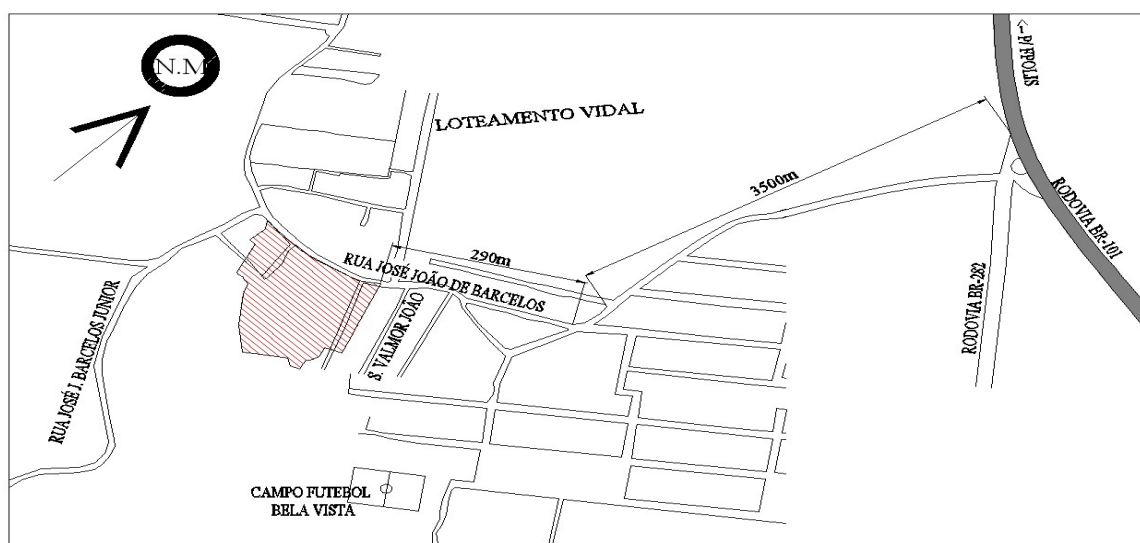 N.M
P/ FPOLIS
LOTEAMENTO VIDAL
3500m
RODOVIA BR-101
290m
RUA JOSÉ JOÃO DE BARCELOS
RODOVIA BR-282
S. VALMOR JOÃO
RUA JOSÉ J. BARCELOS JUNIOR
CAMPO FUTEBOL
BELA VISTA